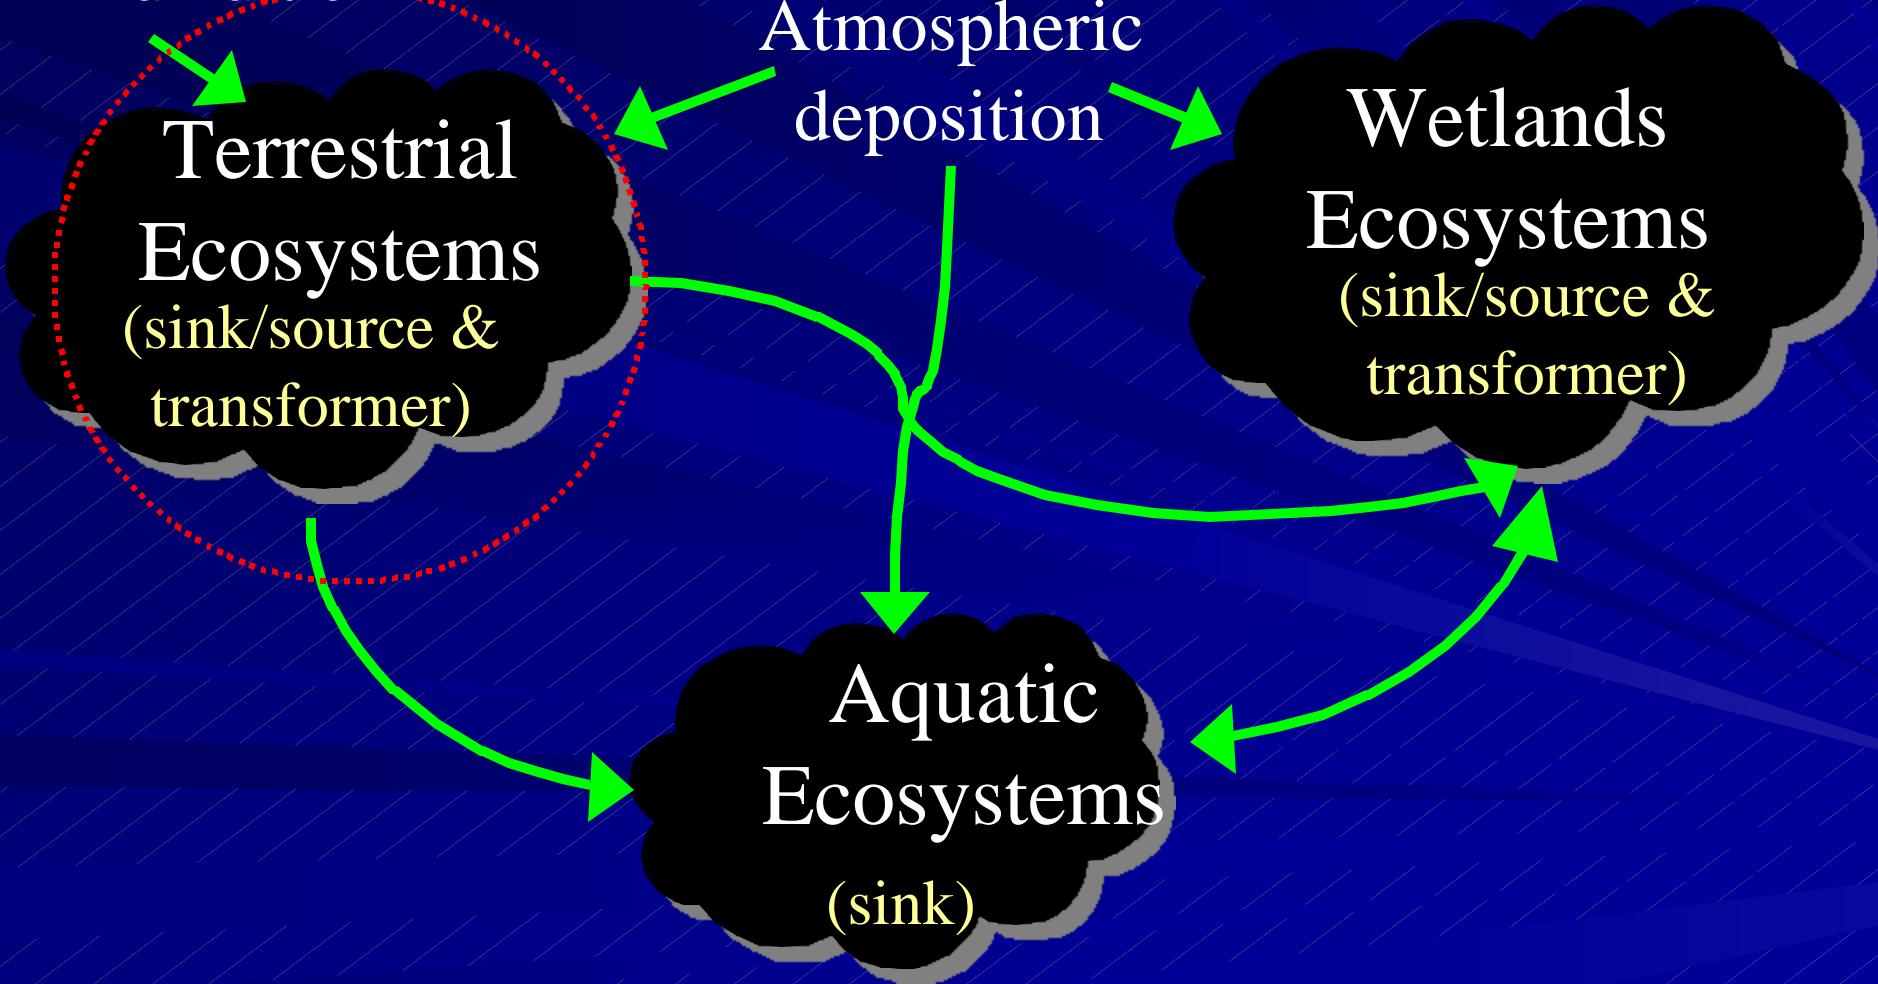 Atmospheric
deposition
Terrestrial
Ecosystems
(sink/source &
transformer)
Wetlands
Ecosystems
(sink/source &
transformer)
Aquatic
Ecosystems
(sink)